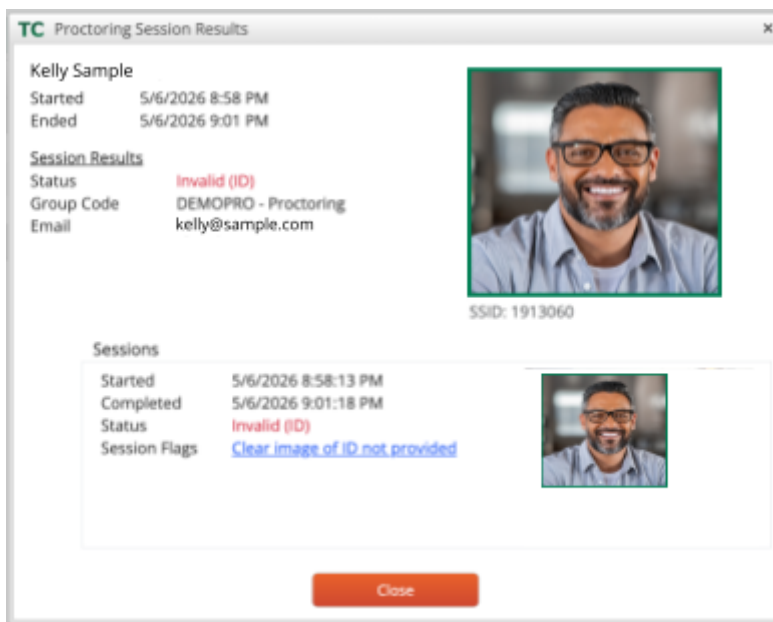 TC Proctoring Session Results ×
Kelly Sample
Started 5/6/2026 8:58 PM
Ended 5/6/2026 9:01 PM
Session Results
Status Invalid (ID)
Group Code DEMOPRO - Proctoring
Email kelly@sample.com
SSID: 1913060
Sessions
Started 5/6/2026 8:58:13 PM
Completed 5/6/2026 9:01:18 PM
Status Invalid (ID)
Session Flags Clear image of ID not provided
Close